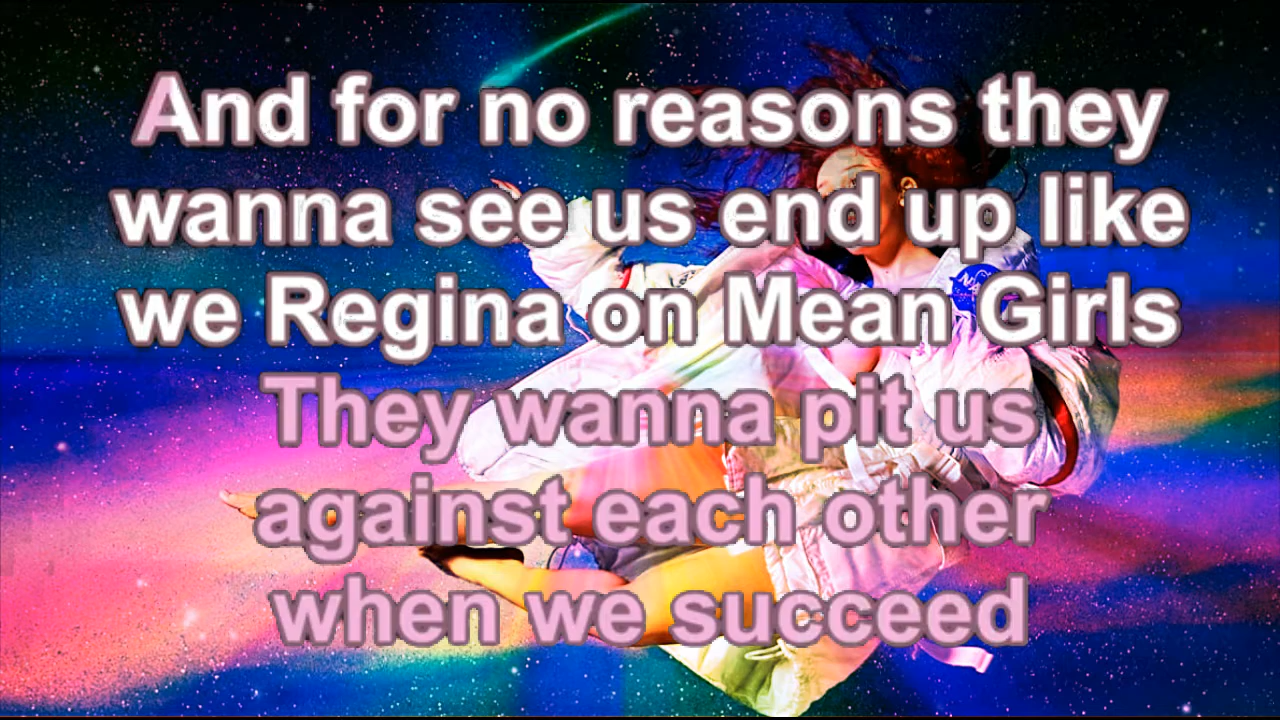 And for no reasons they
wanna see us end up like
we Regina on Mean Girls
They wanna pit us
against each other
when we succeed